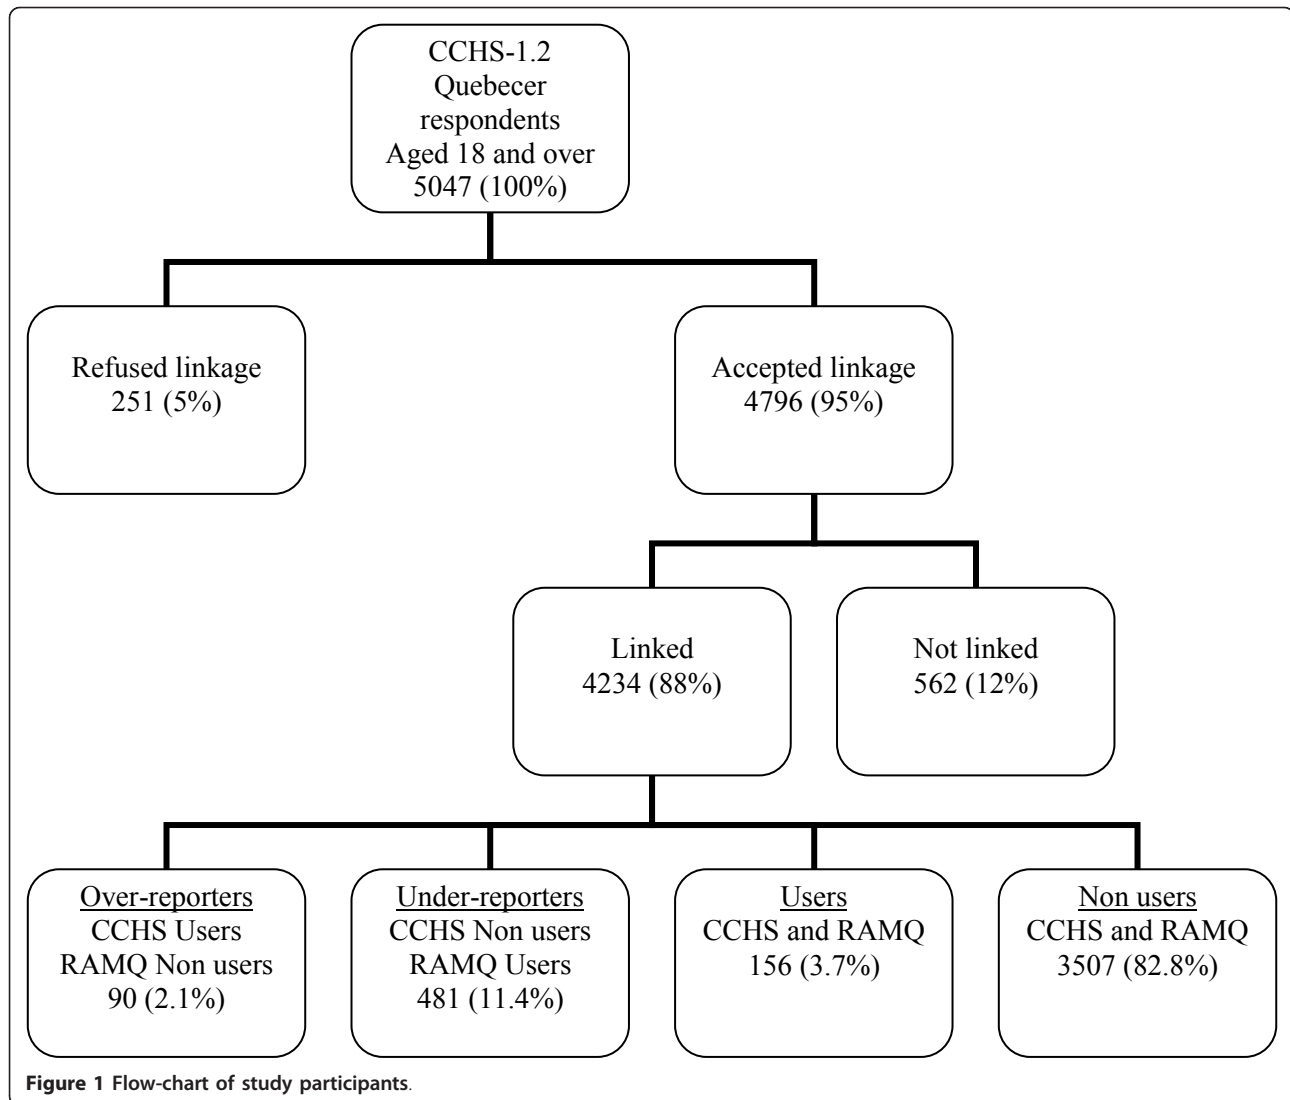 CCHS-1.2
Quebecer
respondents
Aged 18 and over
5047 (100%)
Refused linkage
251 (5%)
Accepted linkage
4796 (95%)
Linked
4234 (88%)
Not linked
562 (12%)
Over-reporters
CCHS Users
RAMQ Non users
90 (2.1%)
Under-reporters
CCHS Non users
RAMQ Users
481 (11.4%)
Users
CCHS and RAMQ
156 (3.7%)
Non users
CCHS and RAMQ
3507 (82.8%)
Figure 1 Flow-chart of study participants.